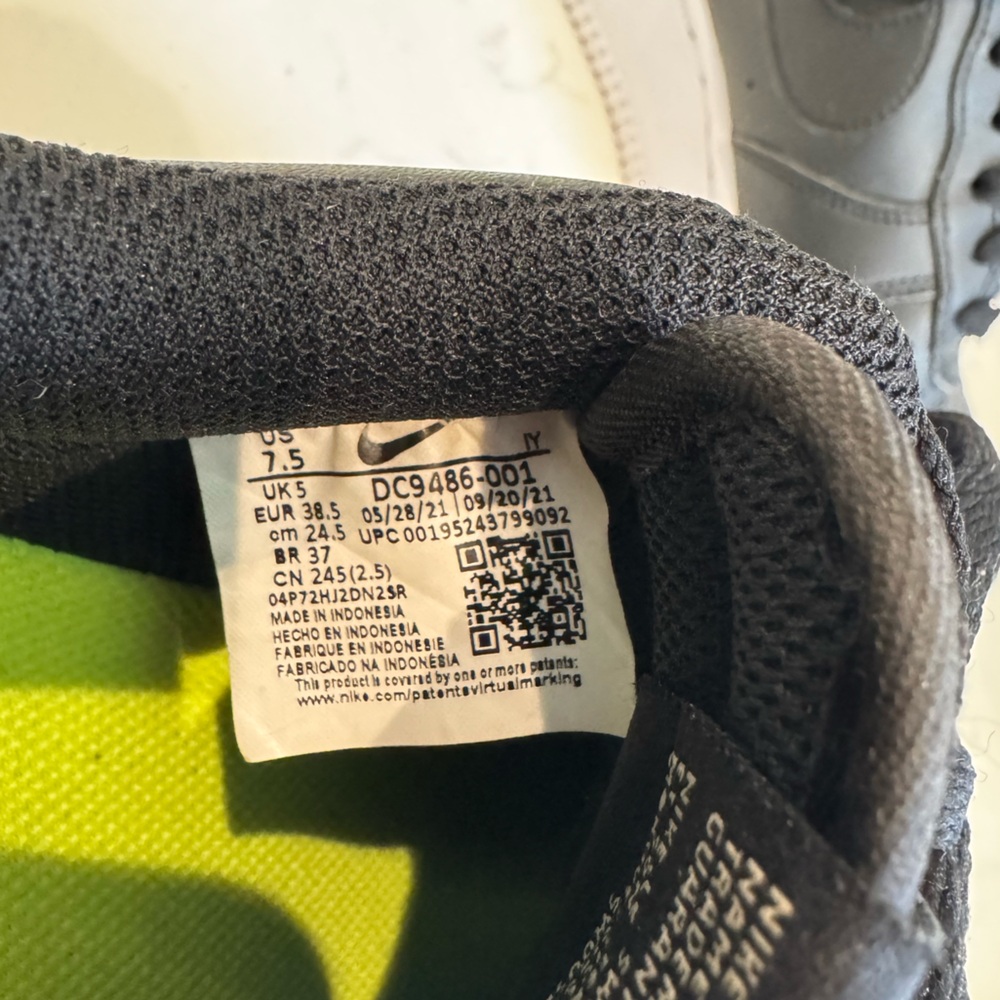 US
7.5
IY
UK 5
DC9486-001
EUR 38.5
05/28/21 | 09/20/21
cm 24.5
UPC 00195243799092
BR 37
CN 245(2.5)
04P72HJ2DN2SR
MADE IN INDONESIA
HECHO EN INDONESIA
FABRIQUE EN INDONESIE
FABRICADO NA INDONÉSIA
This product is covered by one or more patents:
www.nike.com/patentsvirtualmarking
NIKE